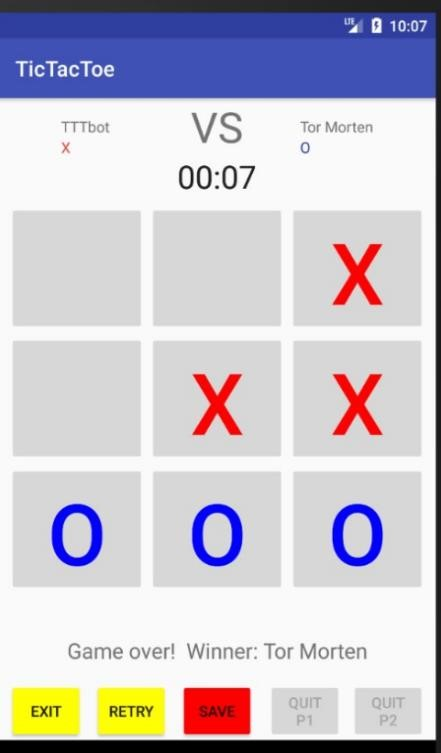 LTE 10:07
TicTacToe
TTTbot VS Tor Morten
X O
00:07
X
X X
O O O
Game over! Winner: Tor Morten
EXIT RETRY SAVE QUIT P1 QUIT P2